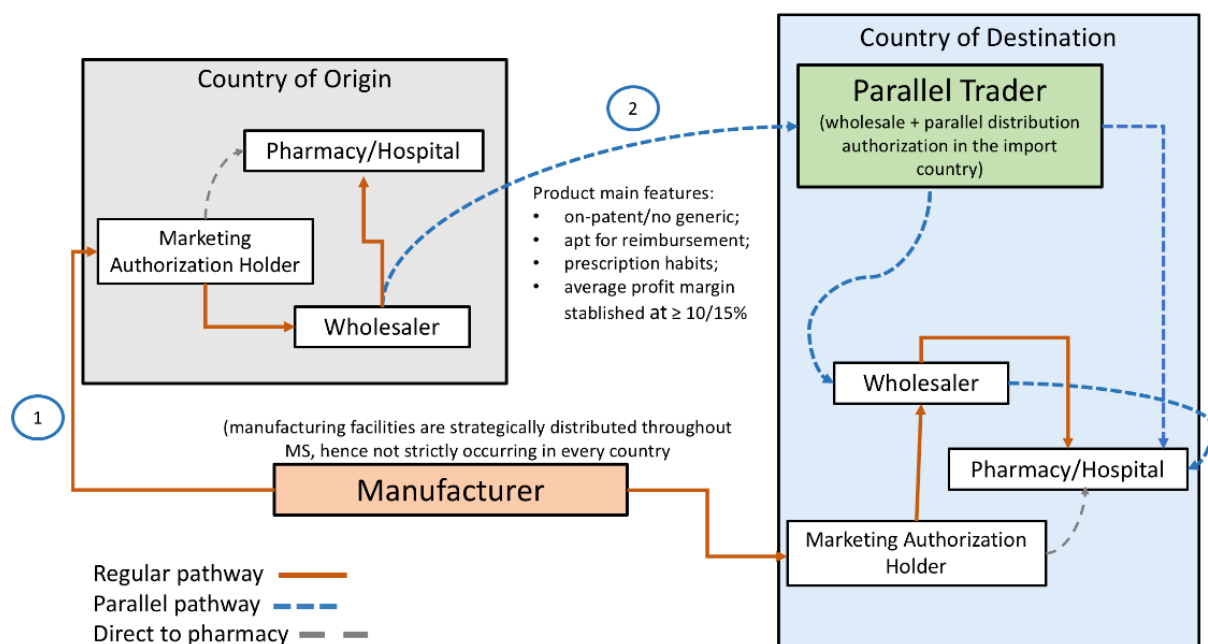 Country of Origin
Pharmacy/Hospital
Marketing
Authorization Holder
Wholesaler
1
2
Product main features:
• on-patent/no generic;
• apt for reimbursement;
• prescription habits;
• average profit margin
stablished at ≥ 10/15%
Country of Destination
Parallel Trader
(wholesale + parallel distribution
authorization in the import
country)
Wholesaler
Pharmacy/Hospital
Marketing Authorization
Holder
(manufacturing facilities are strategically distributed throughout
MS, hence not strictly occurring in every country
Manufacturer
Regular pathway
Parallel pathway
Direct to pharmacy